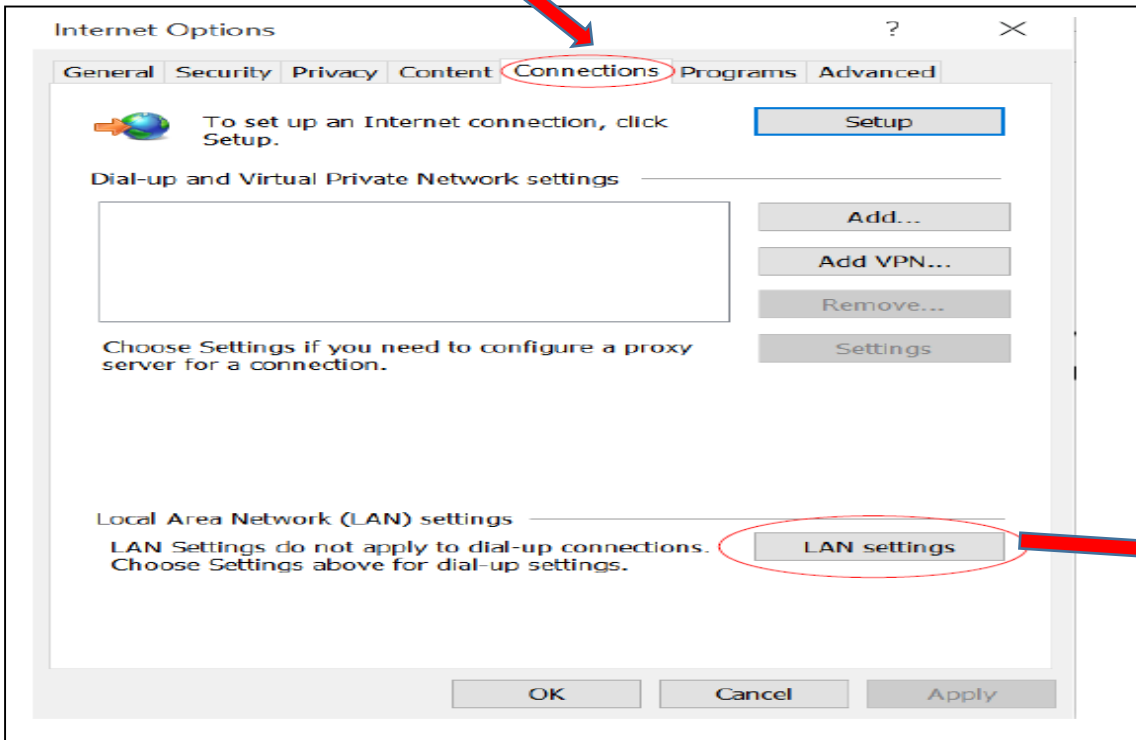 Internet Options ?
General Security Privacy Content Connections Programs Advanced
To set up an Internet connection, click
Setup.
Setup
Dial-up and Virtual Private Network settings
Add...
Add VPN...
Remove...
Choose Settings if you need to configure a proxy
server for a connection.
Settings
Local Area Network (LAN) settings
LAN Settings do not apply to dial-up connections.
Choose Settings above for dial-up settings.
LAN settings
OK Cancel Apply